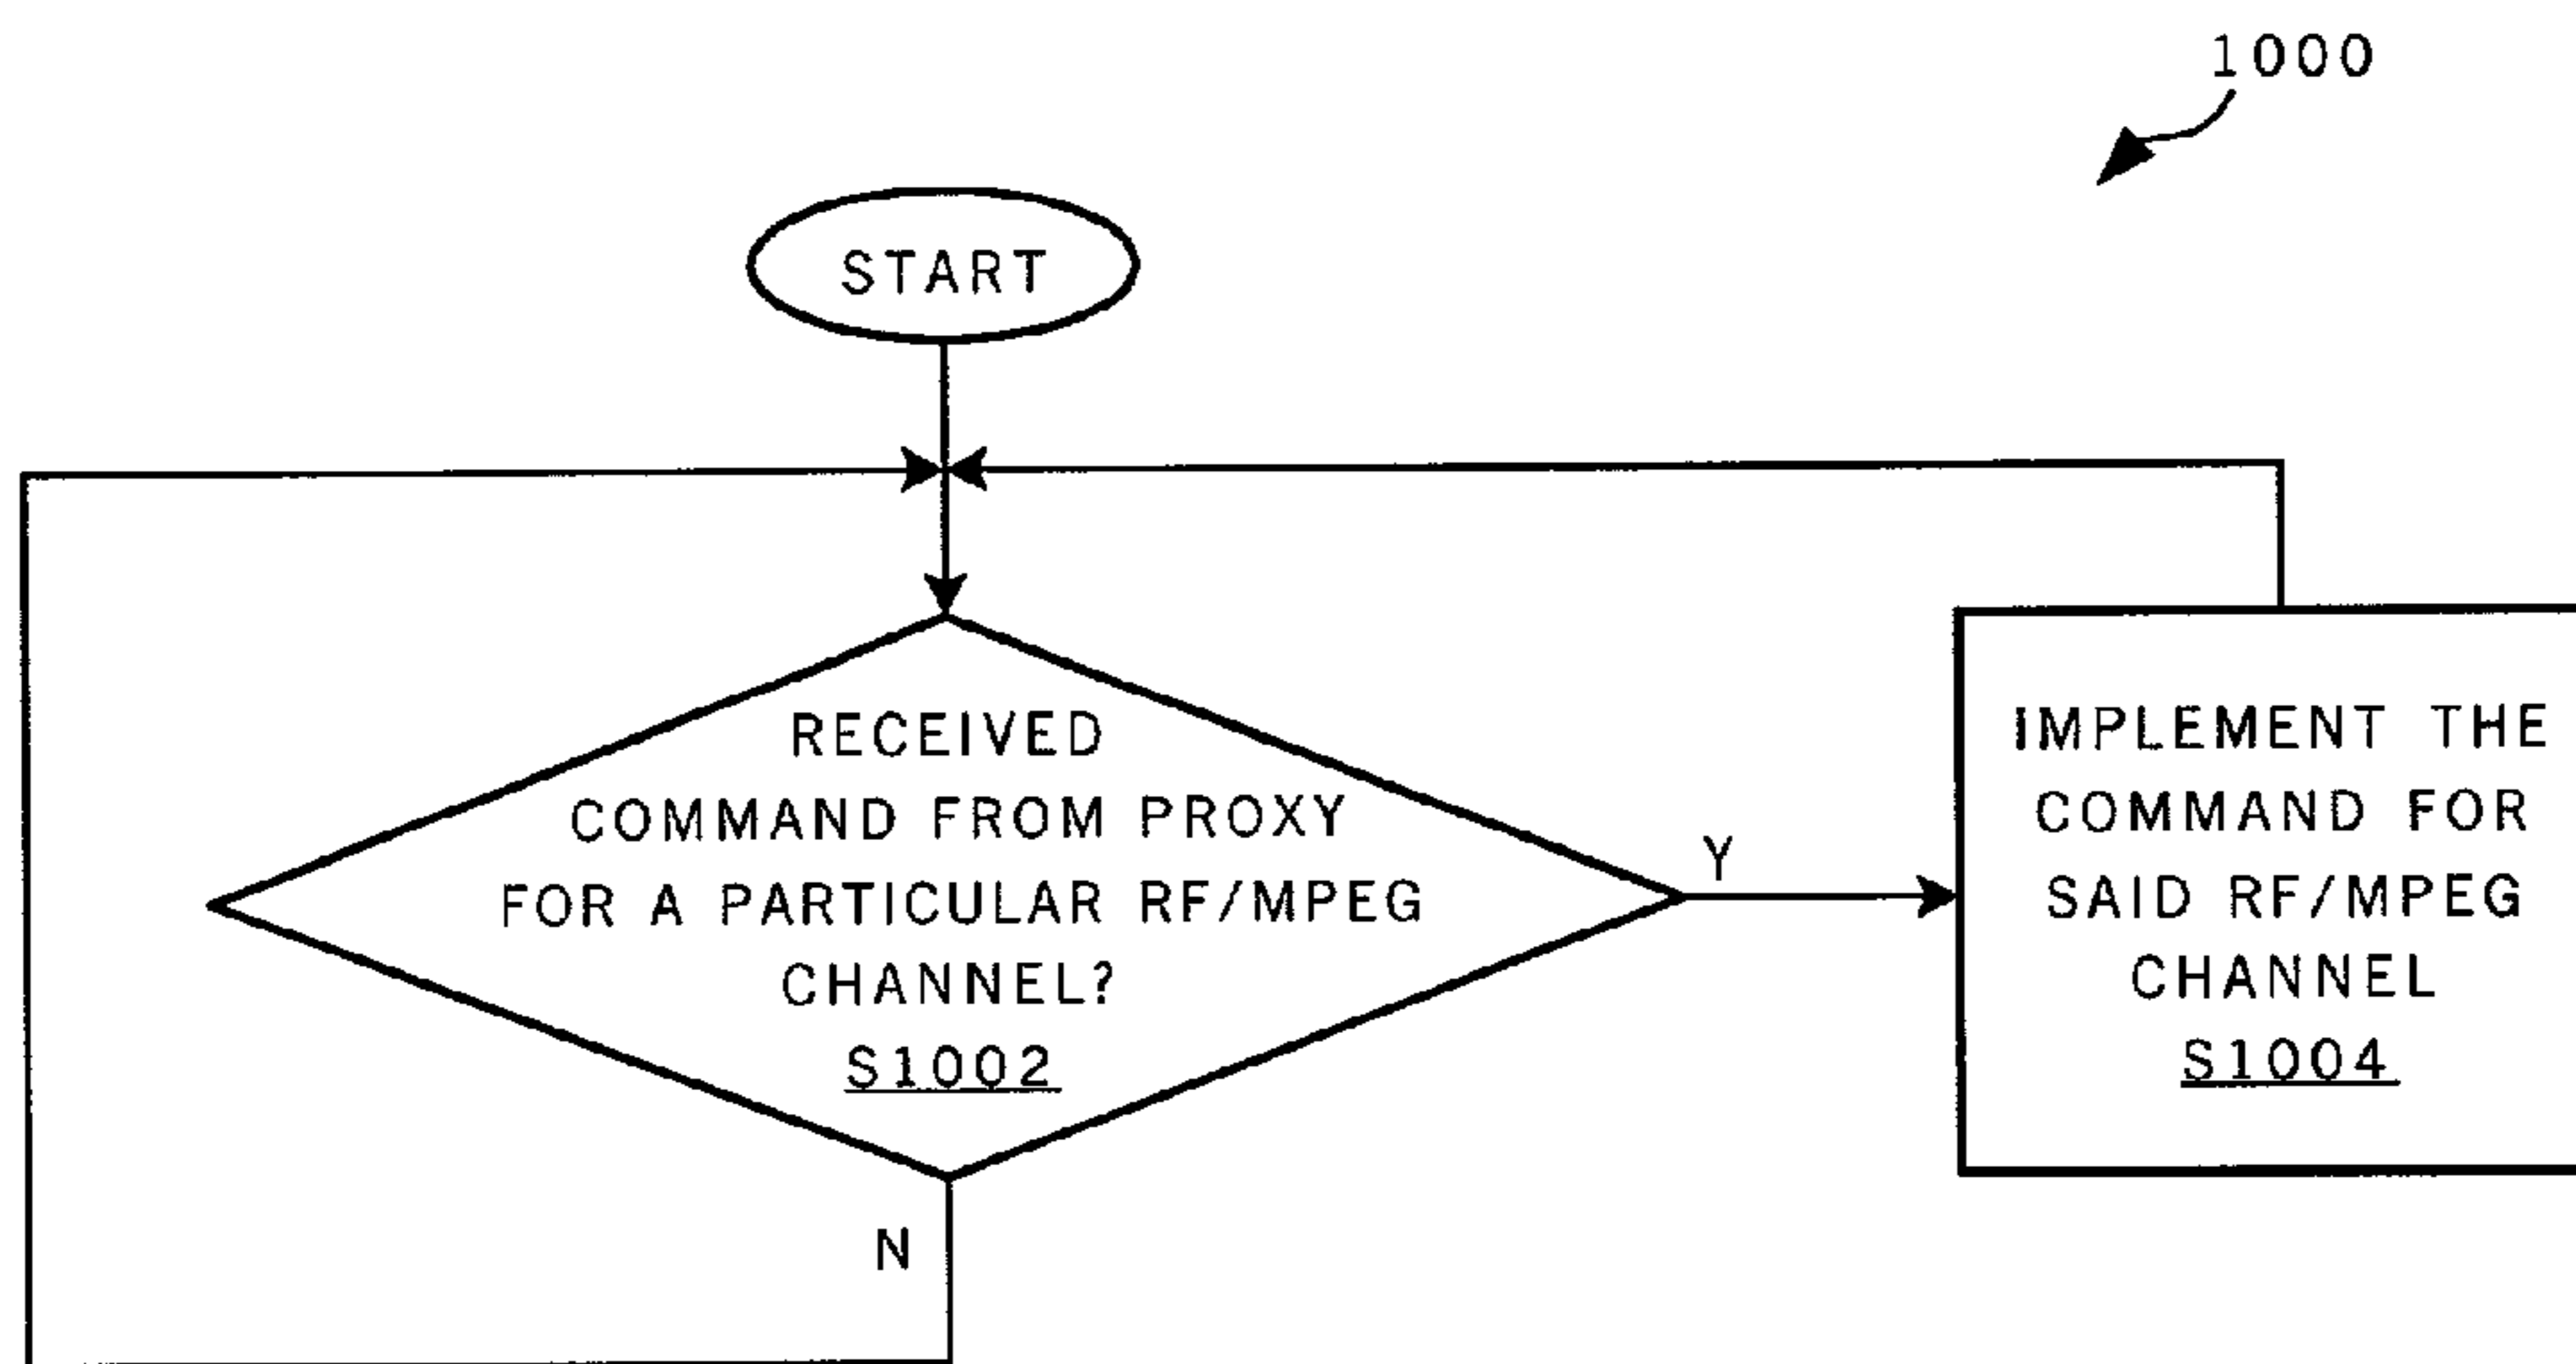 1000
START
RECEIVED
COMMAND FROM PROXY
FOR A PARTICULAR RF/MPEG
CHANNEL?
S1002
Y
N
IMPLEMENT THE
COMMAND FOR
SAID RF/MPEG
CHANNEL
S1004